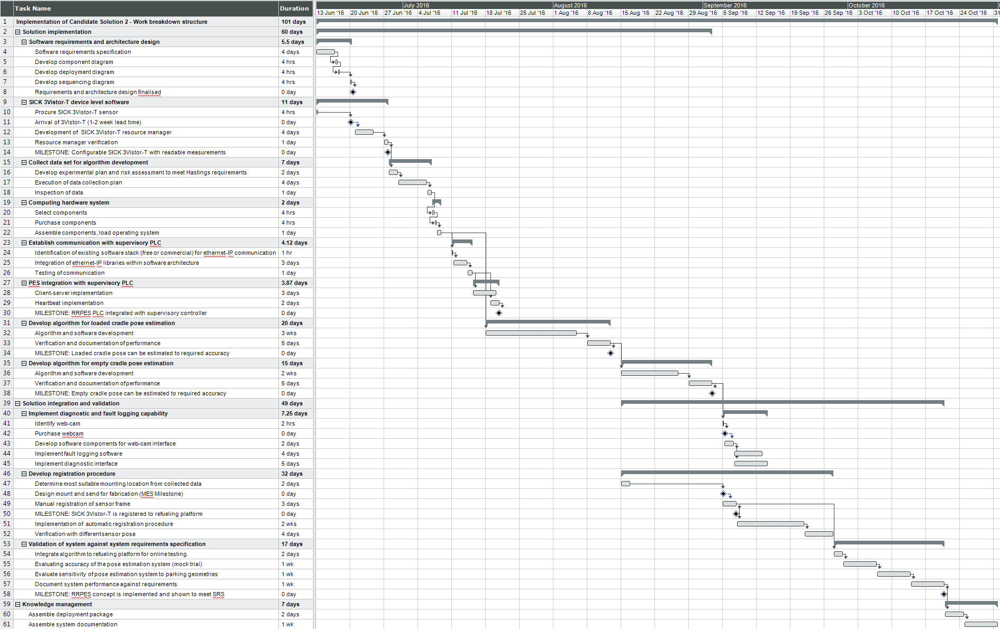 Task Name Duration
July 2016 August 2016 September 2016 October 2016
13 Jun '16 20 Jun '16 27 Jun '16 4 Jul '16 11 Jul '16 18 Jul '16 25 Jul '16 1 Aug '16 8 Aug '16 15 Aug '16 22 Aug '16 29 Aug '16 5 Sep '16 12 Sep '16 19 Sep '16 26 Sep '16 3 Oct '16 10 Oct '16 17 Oct '16 24 Oct '16 31
1 Implementation of Candidate Solution 2 - Work breakdown structure 101 days
2 Solution implementation 60 days
3 Software requirements and architecture design 5.5 days
4 Software requirements specification 4 days
5 Develop component diagram 4 hrs
6 Develop deployment diagram 4 hrs
7 Develop sequencing diagram 4 hrs
8 Requirements and architecture design finalised 0 day
9 SICK 3Vistor-T device level software 11 days
10 Procure SICK 3Vistor-T sensor 4 hrs
11 Arrival of 3Vistor-T (1-2 week lead time) 0 day
12 Development of SICK 3Vistor-T resource manager 4 days
13 Resource manager verification 1 day
14 MILESTONE: Configurable SICK 3Vistor-T with readable measurements 0 day
15 Collect data set for algorithm development 7 days
16 Develop experimental plan and risk assessment to meet Hastings requirements 2 days
17 Execution of data collection plan 4 days
18 Inspection of data 1 day
19 Computing hardware system 2 days
20 Select components 4 hrs
21 Purchase components 4 hrs
22 Assemble components, load operating system 1 day
23 Establish communication with supervisory PLC 4.12 days
24 Identification of existing software stack (free or commercial) for ethernet-IP communication 1 hr
25 Integration of ethernet-IP libraries within software architecture 3 days
26 Testing of communication 1 day
27 PES integration with supervisory PLC 3.87 days
28 Client-server implementation 3 days
29 Heartbeat implementation 2 days
30 MILESTONE: RRPES PLC integrated with supervisory controller 0 day
31 Develop algorithm for loaded cradle pose estimation 20 days
32 Algorithm and software development 3 wks
33 Verification and documentation of performance 5 days
34 MILESTONE: Loaded cradle pose can be estimated to required accuracy 0 day
35 Develop algorithm for empty cradle pose estimation 15 days
36 Algorithm and software development 2 wks
37 Verification and documentation of performance 5 days
38 MILESTONE: Empty cradle pose can be estimated to required accuracy 0 day
39 Solution integration and validation 49 days
40 Implement diagnostic and fault logging capability 7.25 days
41 Identify web-cam 2 hrs
42 Purchase webcam 0 day
43 Develop software components for web-cam interface 2 days
44 Implement fault logging software 4 days
45 Implement diagnostic interface 5 days
46 Develop registration procedure 32 days
47 Determine most suitable mounting location from collected data 2 days
48 Design mount and send for fabrication (MES Milestone) 0 day
49 Manual registration of sensor frame 3 days
50 MILESTONE: SICK 3Vistor-T is registered to refueling platform 0 day
51 Implementation of automatic registration procedure 2 wks
52 Verification with different sensor pose 4 days
53 Validation of system against system requirements specification 17 days
54 Integrate algorithm to refueling platform for online testing. 2 days
55 Evaluating accuracy of the pose estimation system (mock trial) 1 wk
56 Evaluate sensitivity of pose estimation system to parking geometries 1 wk
57 Document system performance against requirements 1 wk
58 MILESTONE: RRPES concept is implemented and shown to meet SRS 0 day
59 Knowledge management 7 days
60 Assemble deployment package 2 days
61 Assemble system documentation 1 wk